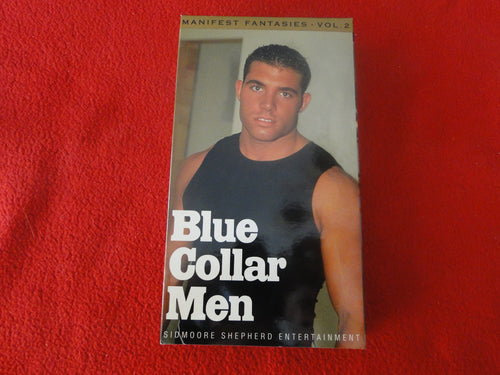 MANIFEST FANTASIES · VOL. 2
Blue
Collar
Men
SIDMOORE SHEPHERD ENTERTAINMENT